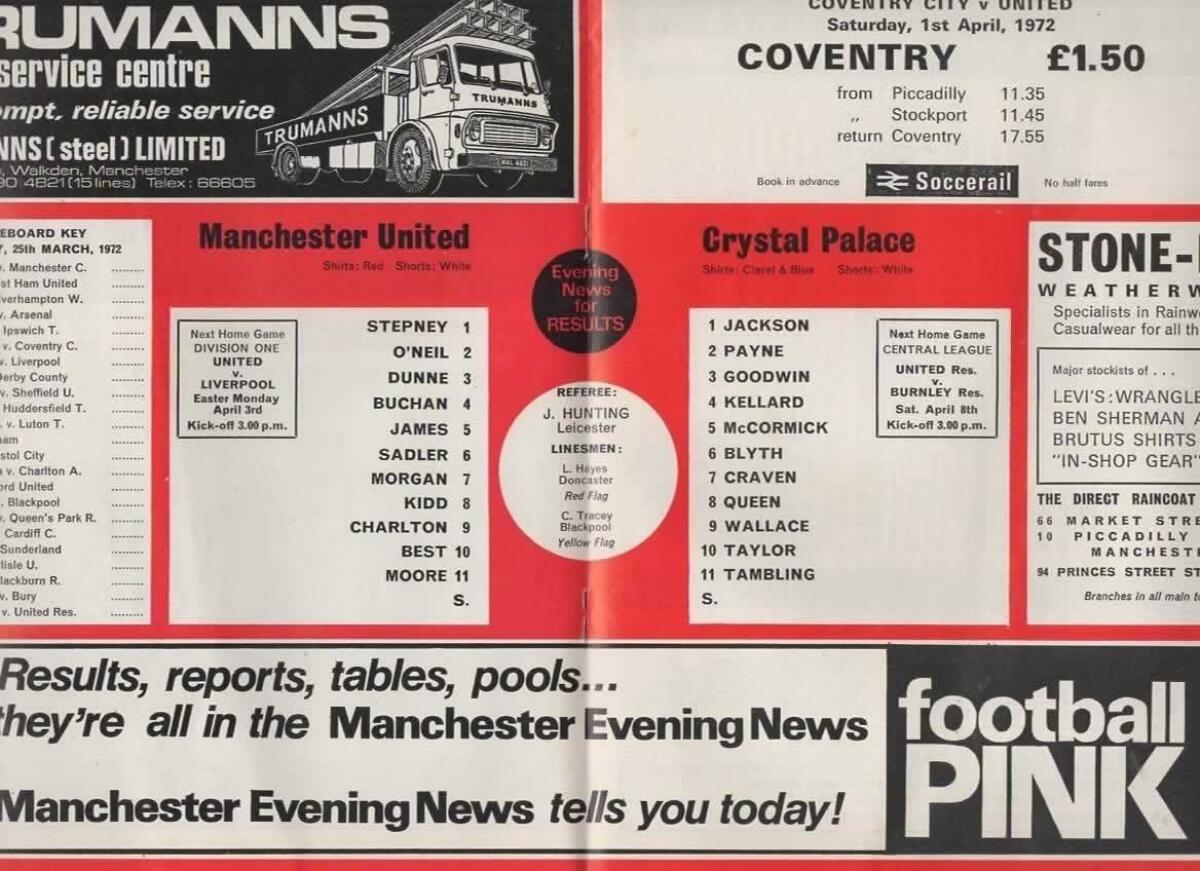 RUMANNS
service centre
mpt, reliable service
NNS (steel) LIMITED
, Walkden, Manchester
90 4821 (15 lines) Telex: 66605
TRUMANNS
TRUMANNS
COVENTRY CITY v UNITED
Saturday, 1st April, 1972
COVENTRY £1.50
from Piccadilly 11.35
,, Stockport 11.45
return Coventry 17.55
Book in advance Soccerail No half fares
EBOARD KEY
Y, 25th MARCH, 1972
v. Manchester C. .........
st Ham United .........
verhampton W. .........
v. Arsenal .........
Ipswich T. .........
v. Coventry C. .........
v. Liverpool .........
erby County .........
v. Sheffield U. .........
Huddersfield T. .........
. v. Luton T. .........
am .........
stol City .........
v. Charlton A. .........
ord United .........
. Blackpool .........
v. Queen's Park R. .........
Cardiff C. .........
Sunderland .........
lisle U. .........
lackburn R. .........
v. Bury .........
v. United Res. .........
Manchester United
Shirts: Red Shorts: White
Next Home Game
DIVISION ONE
UNITED
v.
LIVERPOOL
Easter Monday
April 3rd
Kick-off 3.00 p.m.
STEPNEY 1
O'NEIL 2
DUNNE 3
BUCHAN 4
JAMES 5
SADLER 6
MORGAN 7
KIDD 8
CHARLTON 9
BEST 10
MOORE 11
S.
Evening
News
for
RESULTS
REFEREE:
J. HUNTING
Leicester
LINESMEN:
L. Hayes
Doncaster
Red Flag
C. Tracey
Blackpool
Yellow Flag
Crystal Palace
Shirts: Claret & Blue Shorts: White
1 JACKSON
2 PAYNE
3 GOODWIN
4 KELLARD
5 McCORMICK
6 BLYTH
7 CRAVEN
8 QUEEN
9 WALLACE
10 TAYLOR
11 TAMBLING
S.
Next Home Game
CENTRAL LEAGUE
UNITED Res.
v.
BURNLEY Res.
Sat. April 8th
Kick-off 3.00 p.m.
STONE-
WEATHERW
Specialists in Rainw
Casualwear for all th
Major stockists of . . .
LEVI'S: WRANGLE
BEN SHERMAN A
BRUTUS SHIRTS
"IN-SHOP GEAR"
THE DIRECT RAINCOAT
66 MARKET STRE
10 PICCADILLY
MANCHEST
94 PRINCES STREET ST
Branches in all main to
Results, reports, tables, pools...
they're all in the Manchester Evening News
Manchester Evening News tells you today!
football
PINK